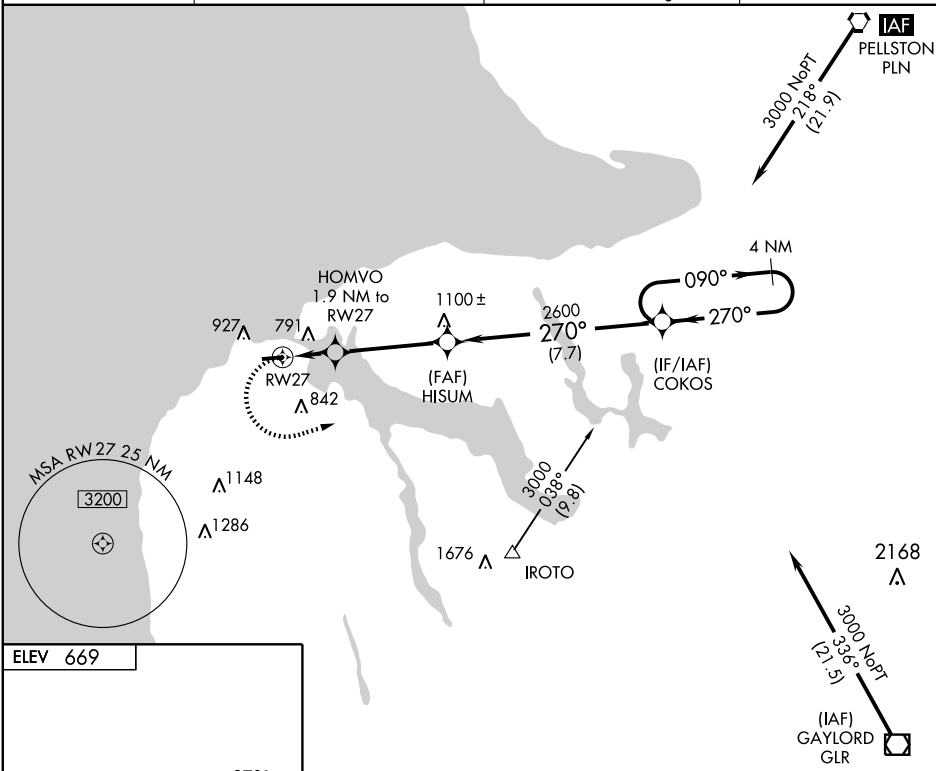 IAF
PELLSTON
PLN
3000 NoPT
218°
(21.9)
4 NM
090°
270°
HOMVO
1.9 NM to
RW27
1100 ±
2600
270°
(7.7)
927
791
(IF/IAF)
COKOS
RW27
(FAF)
HISUM
842
MSA RW27 25 NM
3200
1148
1286
3000
038°
(9.8)
1676
IROTO
2168
3000 NoPT
336°
(21.5)
ELEV 669
(IAF)
GAYLORD
GLR